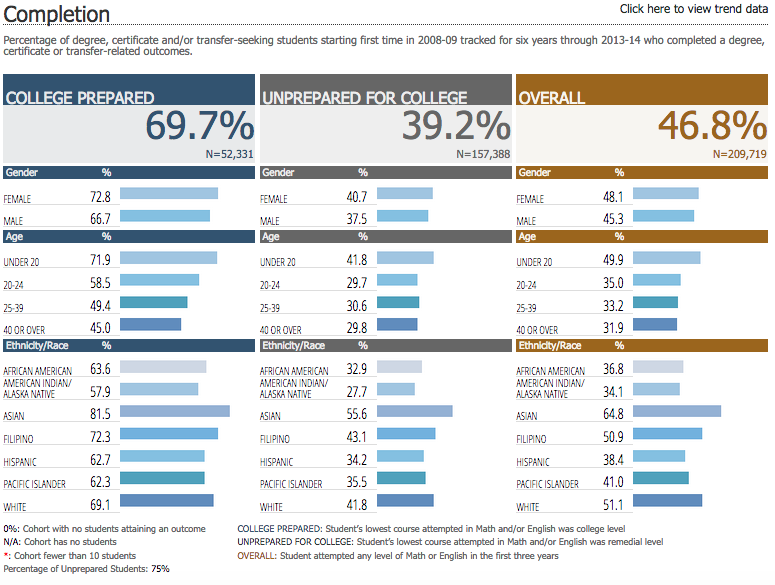 Completion
Click here to view trend data
Percentage of degree, certificate and/or transfer-seeking students starting first time in 2008-09 tracked for six years through 2013-14 who completed a degree,
certificate or transfer-related outcomes.
COLLEGE PREPARED UNPREPARED FOR COLLEGE OVERALL
69.7% 39.2% 46.8%
N=52,331 N=157,388 N=209,719
Gender % Gender % Gender %
FEMALE 72.8 FEMALE 40.7 FEMALE 48.1
MALE 66.7 MALE 37.5 MALE 45.3
Age % Age % Age %
UNDER 20 71.9 UNDER 20 41.8 UNDER 20 49.9
20-24 58.5 20-24 29.7 20-24 35.0
25-39 49.4 25-39 30.6 25-39 33.2
40 OR OVER 45.0 40 OR OVER 29.8 40 OR OVER 31.9
Ethnicity/Race % Ethnicity/Race % Ethnicity/Race %
AFRICAN AMERICAN 63.6 AFRICAN AMERICAN 32.9 AFRICAN AMERICAN 36.8
AMERICAN INDIAN/ AMERICAN INDIAN/ AMERICAN INDIAN/
ALASKA NATIVE 57.9 ALASKA NATIVE 27.7 ALASKA NATIVE 34.1
ASIAN 81.5 ASIAN 55.6 ASIAN 64.8
FILIPINO 72.3 FILIPINO 43.1 FILIPINO 50.9
HISPANIC 62.7 HISPANIC 34.2 HISPANIC 38.4
PACIFIC ISLANDER 62.3 PACIFIC ISLANDER 35.5 PACIFIC ISLANDER 41.0
WHITE 69.1 WHITE 41.8 WHITE 51.1
0%: Cohort with no students attaining an outcome COLLEGE PREPARED: Student's lowest course attempted in Math and/or English was college level
N/A: Cohort has no students UNPREPARED FOR COLLEGE: Student's lowest course attempted in Math and/or English was remedial level
*: Cohort fewer than 10 students OVERALL: Student attempted any level of Math or English in the first three years
Percentage of Unprepared Students: 75%